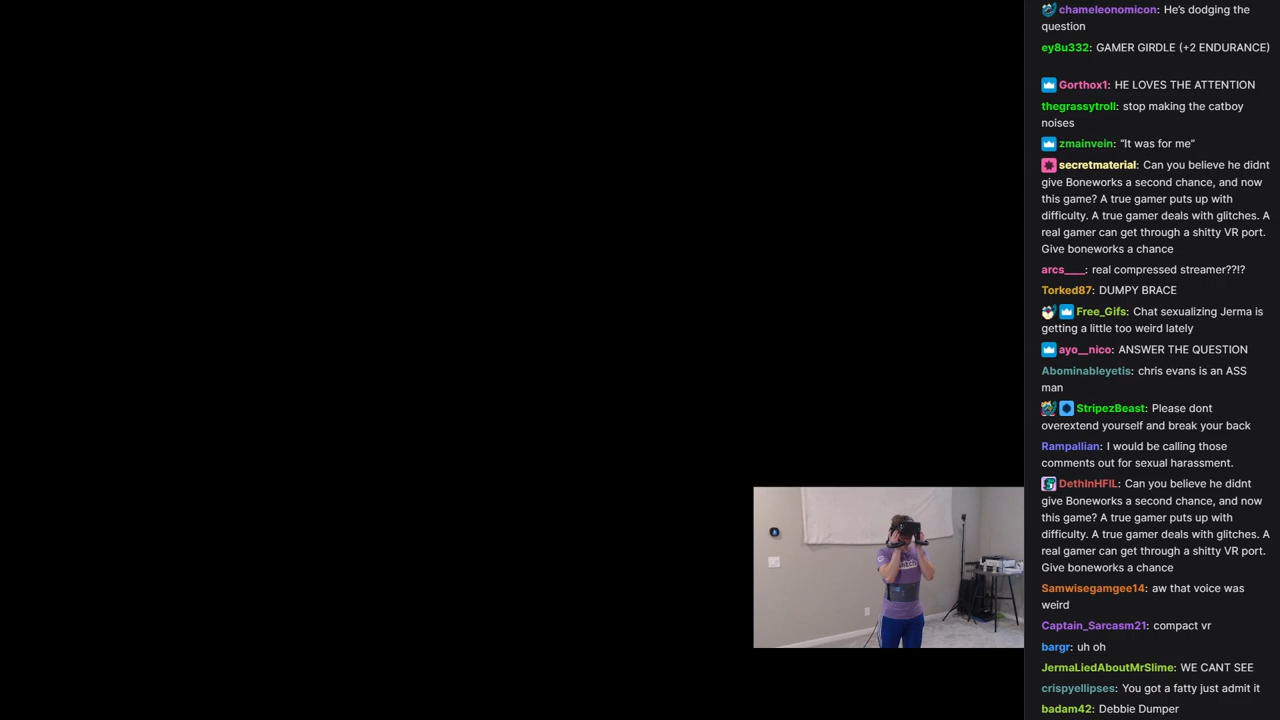 chameleonomicon: He's dodging the
question
ey8u332: GAMER GIRDLE (+2 ENDURANCE)
Gorthox1: HE LOVES THE ATTENTION
thegrassytroll: stop making the catboy
noises
zmainvein: “It was for me”
secretmaterial: Can you believe he didnt
give Boneworks a second chance, and now
this game? A true gamer puts up with
difficulty. A true gamer deals with glitches. A
real gamer can get through a shitty VR port.
Give boneworks a chance
arcs____: real compressed streamer??!?
Torked87: DUMPY BRACE
Free_Gifs: Chat sexualizing Jerma is
getting a little too weird lately
ayo__nico: ANSWER THE QUESTION
Abominableyetis: chris evans is an ASS
man
StripezBeast: Please dont
overextend yourself and break your back
Rampallian: I would be calling those
comments out for sexual harassment.
DethInHFIL: Can you believe he didnt
give Boneworks a second chance, and now
this game? A true gamer puts up with
difficulty. A true gamer deals with glitches. A
real gamer can get through a shitty VR port.
Give boneworks a chance
Samwisegamgee14: aw that voice was
weird
Captain_Sarcasm21: compact vr
bargr: uh oh
JermaLiedAboutMrSlime: WE CANT SEE
crispyellipses: You got a fatty just admit it
badam42: Debbie Dumper